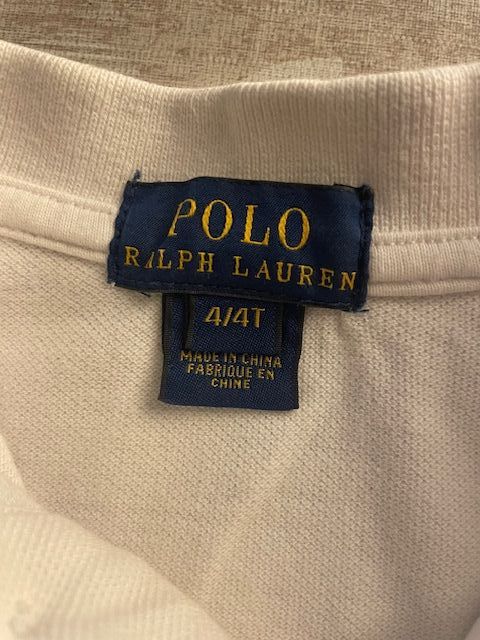 POLO
RALPH LAUREN
4/4T
MADE IN CHINA
FABRIQUE EN
CHINE